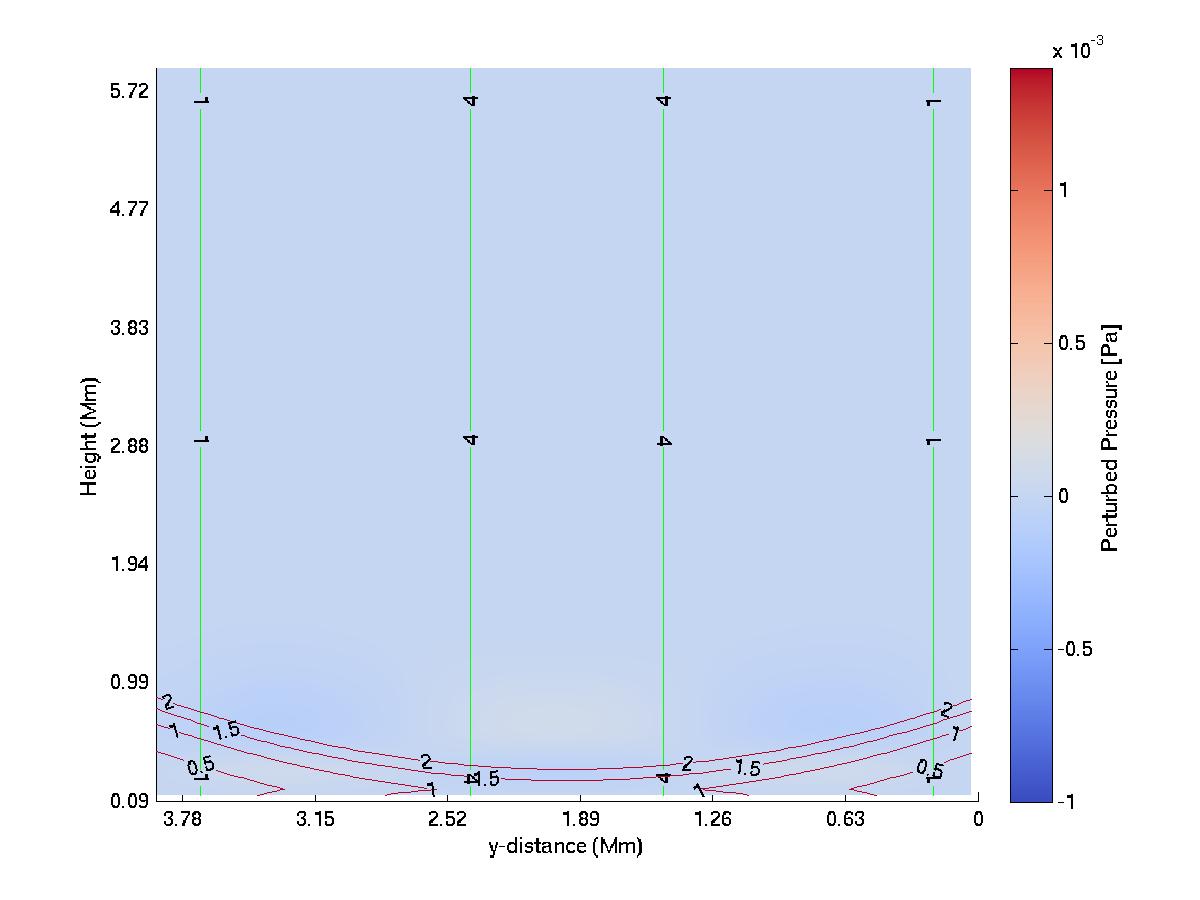 x 10⁻³
5.72
1 4 4 1
4.77
1
3.83
0.5
Perturbed Pressure [Pa]
Height (Mm)
2.88
1 4 4 1
0
1.94
-0.5
0.99
2 2
1 1.5 1
2 2 1.5
0.5 0.5
1 4 1.5 4 1
1 1
0.09
-1
3.78 3.15 2.52 1.89 1.26 0.63 0
y-distance (Mm)